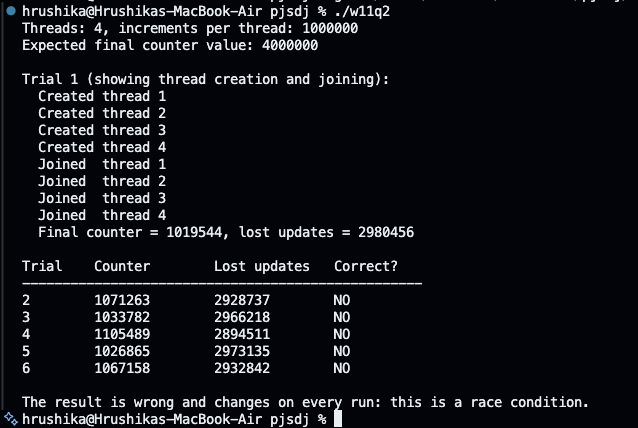 hrushika@Hrushikas-MacBook-Air pjsdj % ./w11q2
Threads: 4, increments per thread: 1000000
Expected final counter value: 4000000
Trial 1 (showing thread creation and joining):
Created thread 1
Created thread 2
Created thread 3
Created thread 4
Joined  thread 1
Joined  thread 2
Joined  thread 3
Joined  thread 4
Final counter = 1019544, lost updates = 2980456
Trial    Counter        Lost updates   Correct?
--------------------------------------------------
2        1071263        2928737        NO
3        1033782        2966218        NO
4        1105489        2894511        NO
5        1026865        2973135        NO
6        1067158        2932842        NO
The result is wrong and changes on every run: this is a race condition.
hrushika@Hrushikas-MacBook-Air pjsdj %